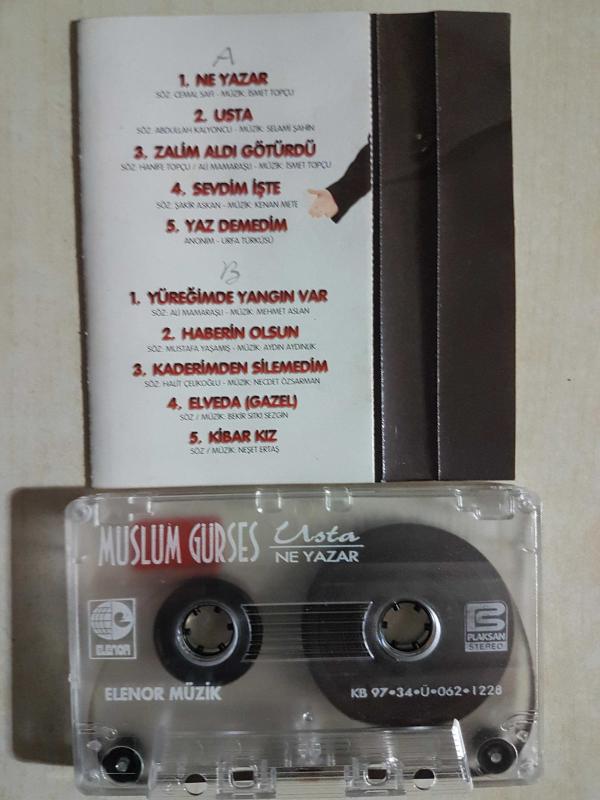 A
1. NE YAZAR
SÖZ: CEMAL SAFİ - MÜZİK: İSMET TOPÇU
2. USTA
SÖZ: ABDULLAH KALYONCU - MÜZİK: SELAMİ ŞAHİN
3. ZALİM ALDI GÖTÜRDÜ
SÖZ: HANİFE TOPÇU / ALİ MAMARAŞLI - MÜZİK: İSMET TOPÇU
4. SEVDİM İŞTE
SÖZ: ŞAKİR ASKAN - MÜZİK: KENAN METE
5. YAZ DEMEDİM
ANONİM - URFA TÜRKÜSÜ
B
1. YÜREĞİMDE YANGIN VAR
SÖZ: ALİ MAMARAŞLI - MÜZİK: MEHMET ASLAN
2. HABERİN OLSUN
SÖZ: MUSTAFA YAŞAMIŞ - MÜZİK: AYDIN AYDINLIK
3. KADERİMDEN SİLEMEDİM
SÖZ: HALİT ÇELİKOĞLU - MÜZİK: NECDET ÖZSARMAN
4. ELVEDA (GAZEL)
SÖZ / MÜZİK: BEKİR SITKI SEZGİN
5. KİBAR KIZ
SÖZ / MÜZİK: NEŞET ERTAŞ
MUSLUM GURSES Usta
NE YAZAR
ELENOR
PLAKSAN
STEREO
ELENOR MÜZİK
KB 97•34•Ü•062•1228